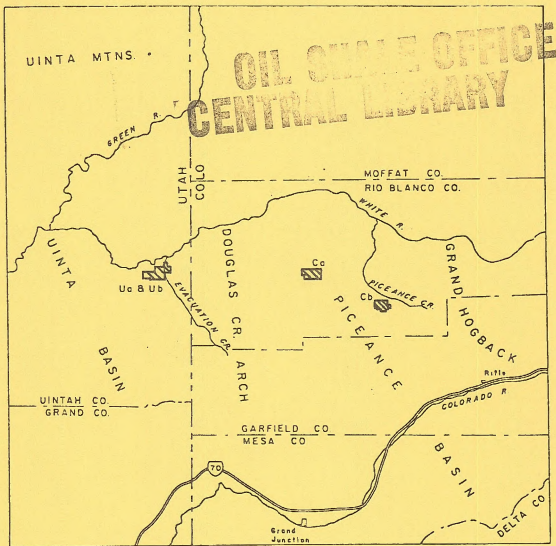 OIL SHALE OFFICE
CENTRAL LIBRARY
UINTA MTNS.
GREEN R.
UTAH
COLO
MOFFAT CO.
RIO BLANCO CO.
WHITE R.
UINTA
BASIN
Ua & Ub
EVACUATION CR.
DOUGLAS CR. ARCH
Ca
Cb
PICEANCE CR.
GRAND HOGBACK
PICEANCE
BASIN
Rifle
COLORADO R
UINTAH CO.
GRAND CO.
GARFIELD CO
MESA CO
70
Grand
Junction
DELTA CO